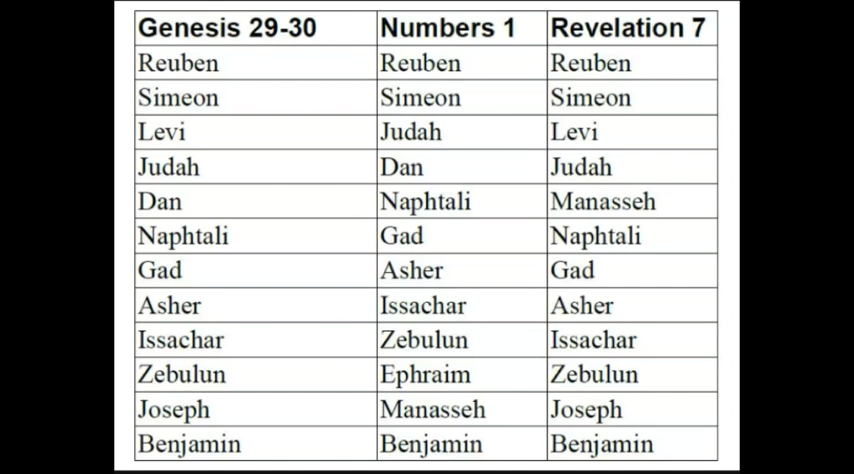 Genesis 29-30 Numbers 1 Revelation 7
Reuben Reuben Reuben
Simeon Simeon Simeon
Levi Judah Levi
Judah Dan Judah
Dan Naphtali Manasseh
Naphtali Gad Naphtali
Gad Asher Gad
Asher Issachar Asher
Issachar Zebulun Issachar
Zebulun Ephraim Zebulun
Joseph Manasseh Joseph
Benjamin Benjamin Benjamin